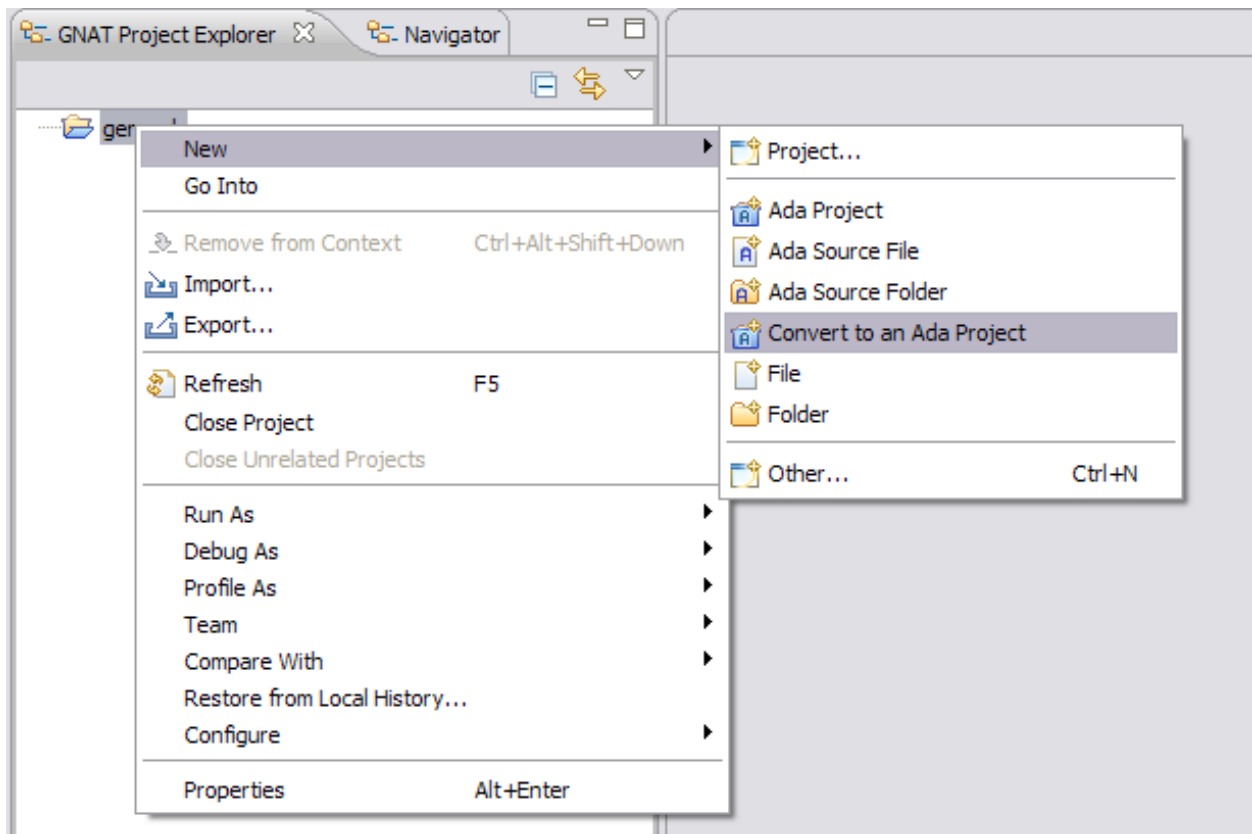 GNAT Project Explorer
Navigator
New
Go Into
Remove from Context Ctrl+Alt+Shift+Down
Import...
Export...
Refresh F5
Close Project
Close Unrelated Projects
Run As
Debug As
Profile As
Team
Compare With
Restore from Local History...
Configure
Properties Alt+Enter
Project...
Ada Project
Ada Source File
Ada Source Folder
Convert to an Ada Project
File
Folder
Other... Ctrl+N